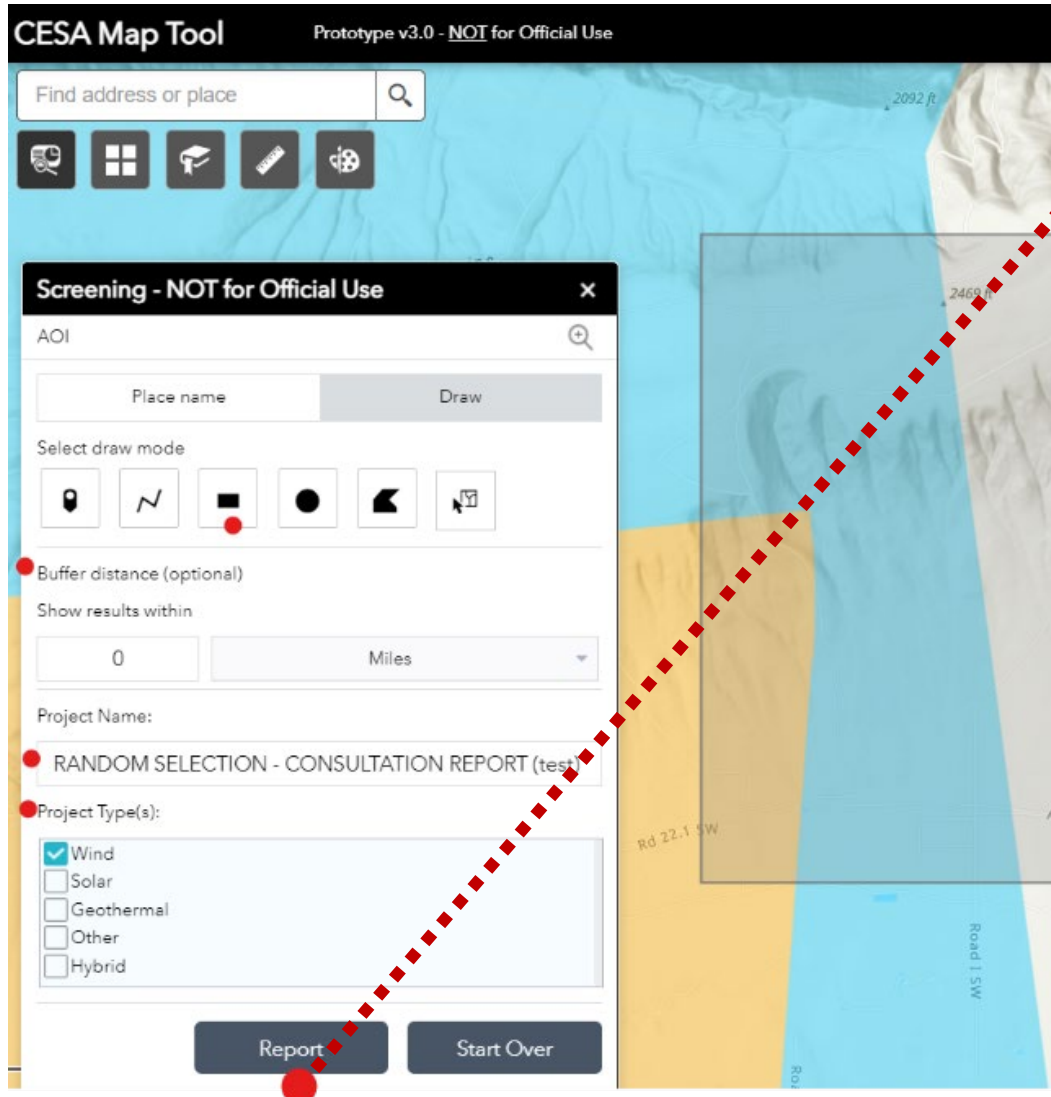 CESA Map Tool
Prototype v3.0 - NOT for Official Use
Find address or place
2092 ft
Screening - NOT for Official Use
AOI
2469 ft
Place name
Draw
Select draw mode
Buffer distance (optional)
Show results within
0
Miles
Project Name:
RANDOM SELECTION - CONSULTATION REPORT (test)
Project Type(s):
Rd 22.1 SW
Wind
Solar
Geothermal
Other
Hybrid
Road I SW
Report
Start Over